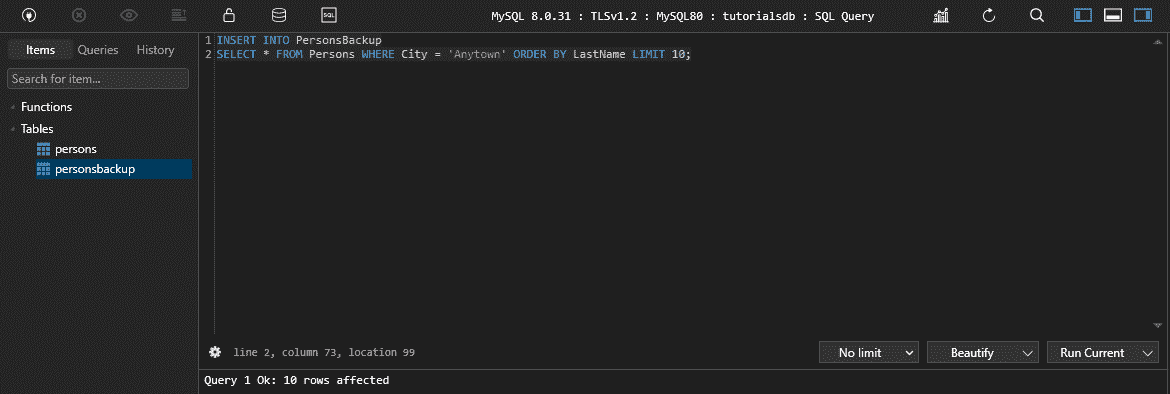 SQL
MySQL 8.0.31 : TLSv1.2 : MySQL80 : tutorialsdb : SQL Query
Items Queries History
Search for item...
Functions
Tables
persons
personsbackup
1 INSERT INTO PersonsBackup
2 SELECT * FROM Persons WHERE City = 'Anytown' ORDER BY LastName LIMIT 10;
line 2, column 73, location 99
No limit Beautify Run Current
Query 1 Ok: 10 rows affected